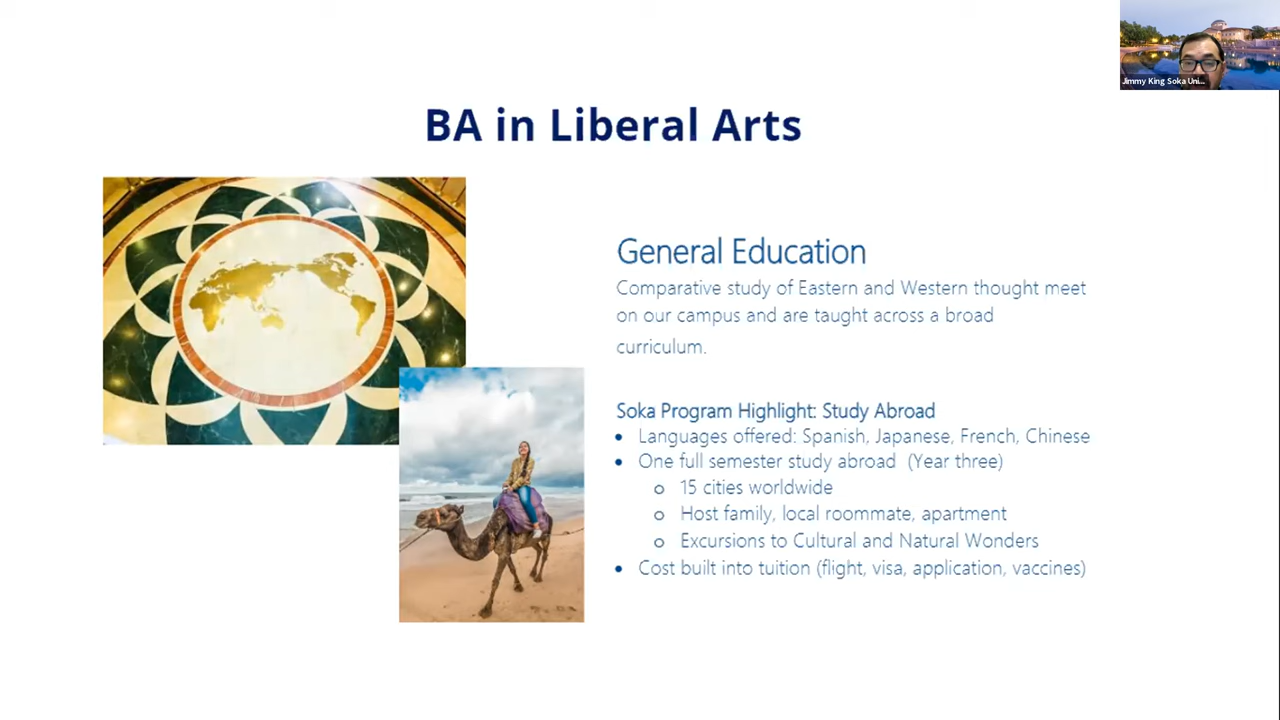 Jimmy King Soka Uni...
BA in Liberal Arts
General Education
Comparative study of Eastern and Western thought meet
on our campus and are taught across a broad
curriculum.
Soka Program Highlight: Study Abroad
• Languages offered: Spanish, Japanese, French, Chinese
• One full semester study abroad (Year three)
o 15 cities worldwide
o Host family, local roommate, apartment
o Excursions to Cultural and Natural Wonders
• Cost built into tuition (flight, visa, application, vaccines)